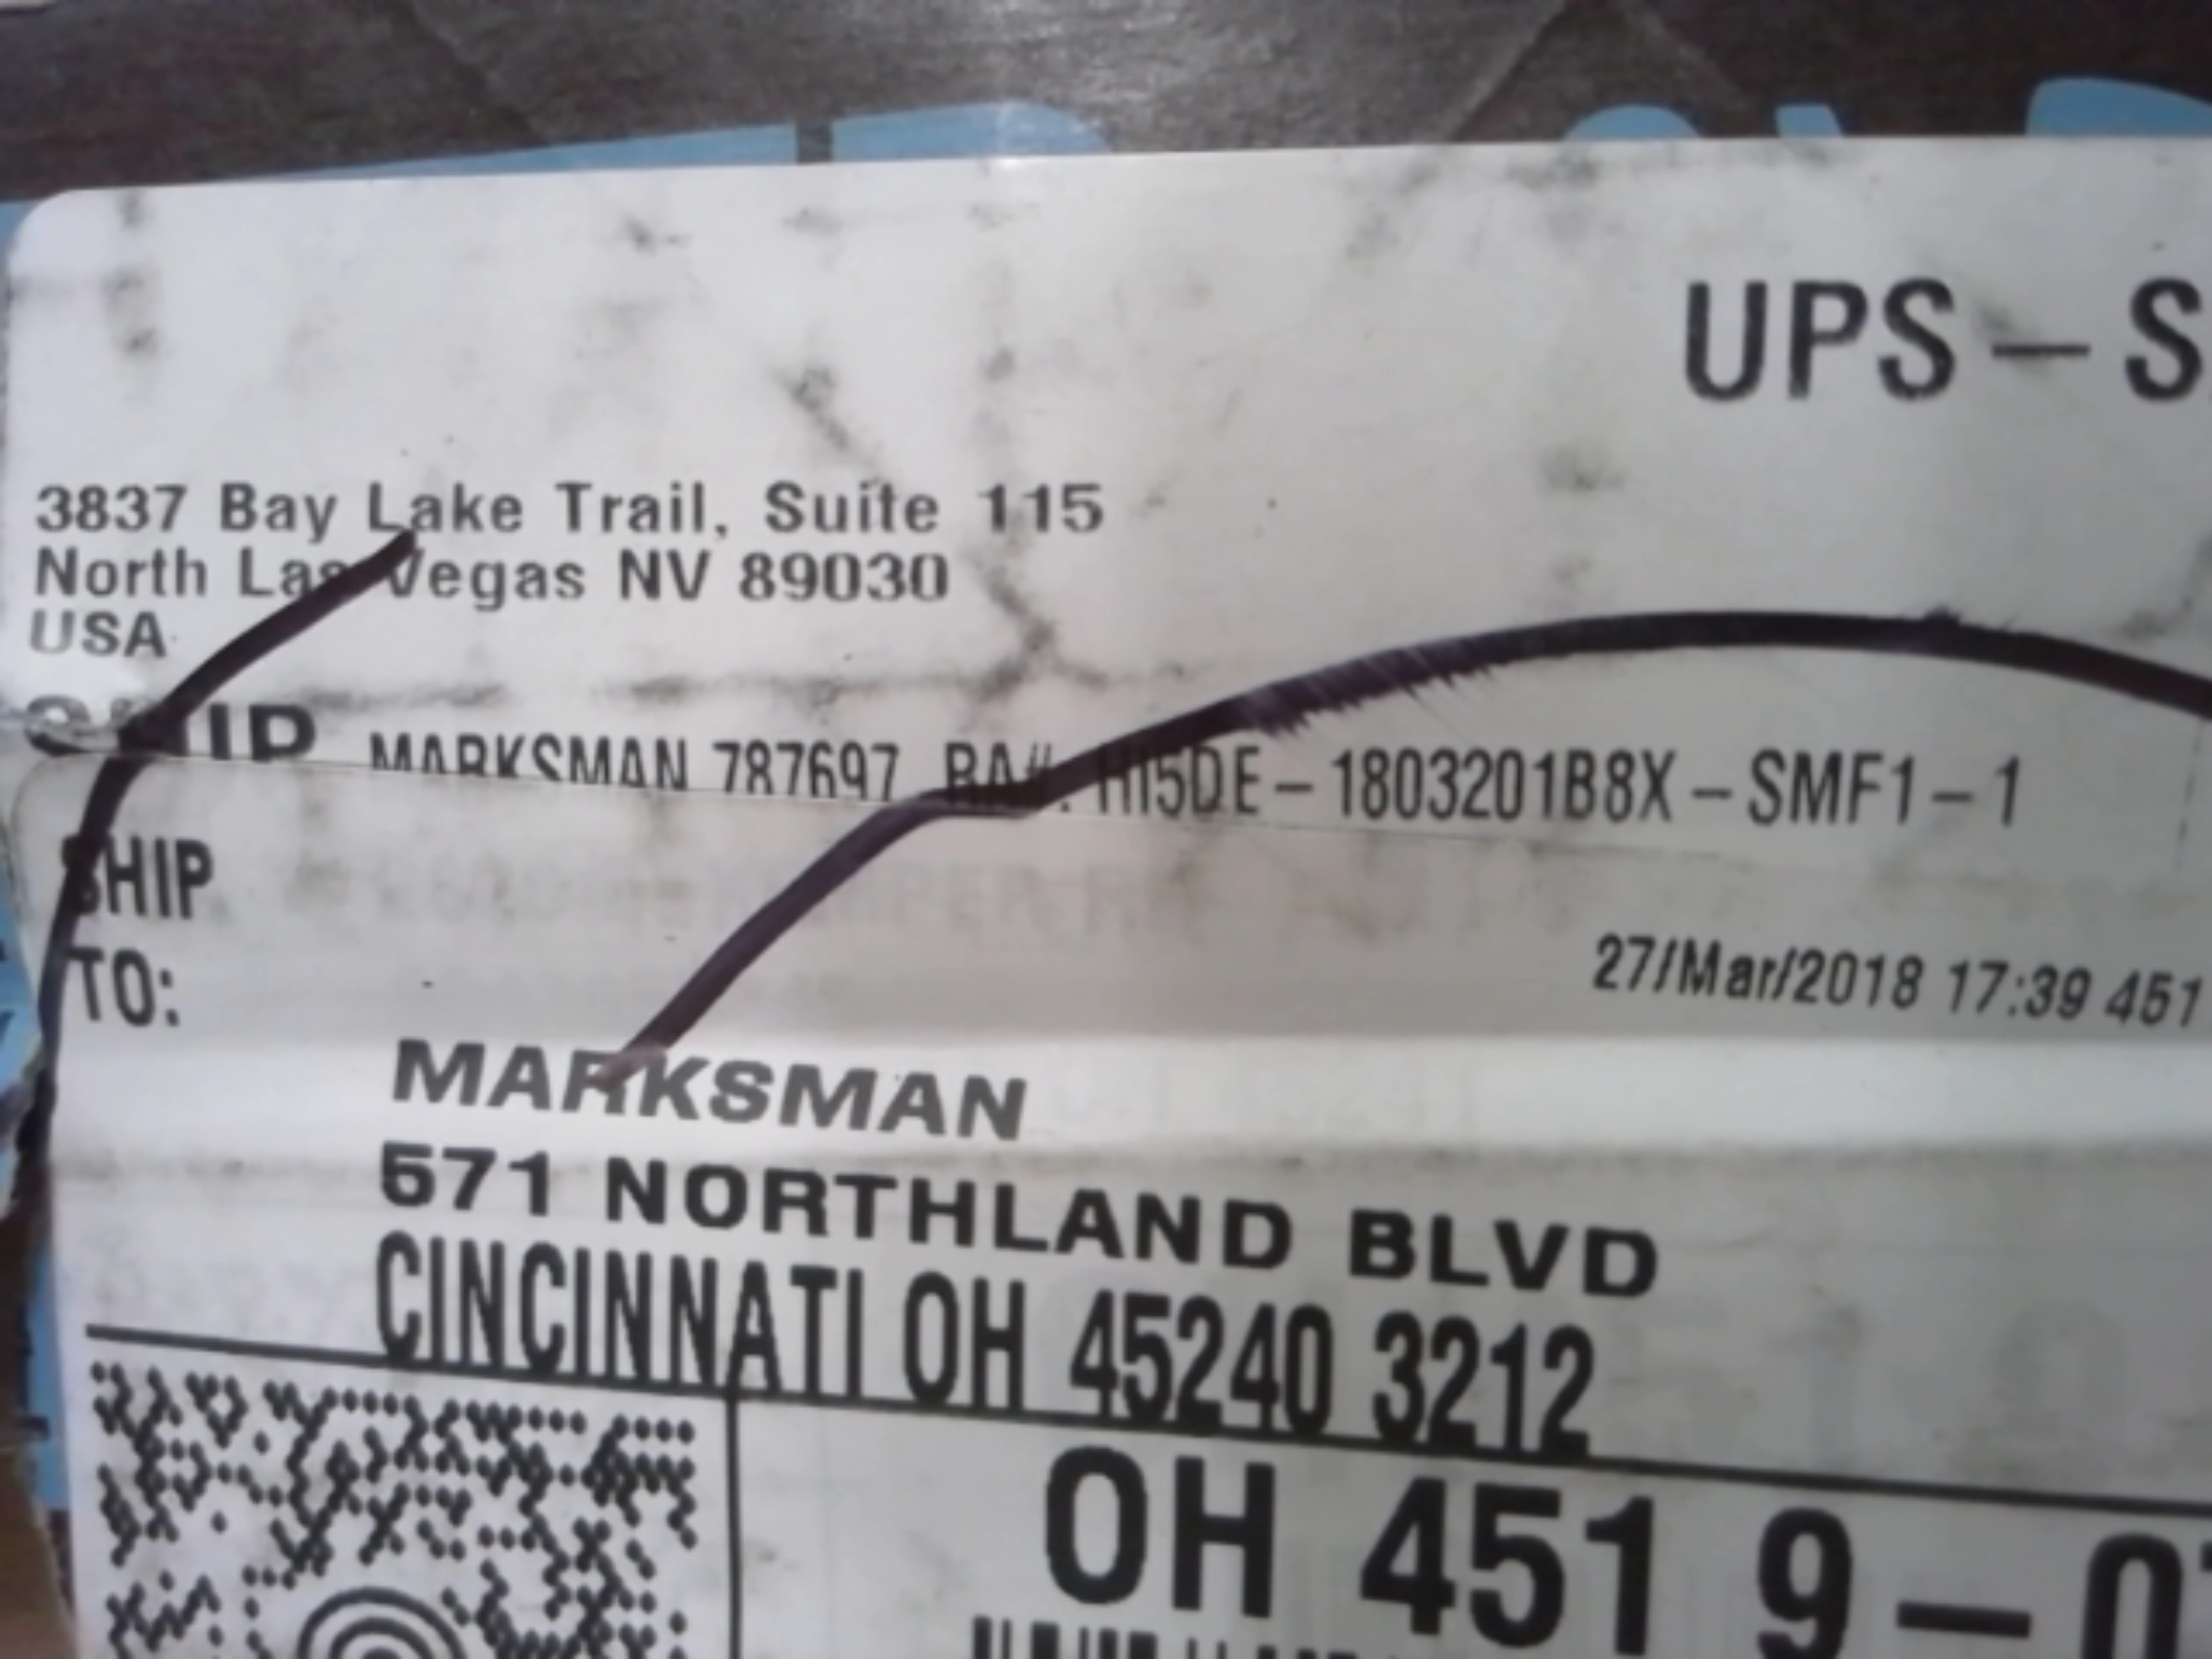 UPS – S
3837 Bay Lake Trail, Suite 115
North Las Vegas NV 89030
USA
SHIP MARKSMAN 787697 RA#: HI5DE – 1803201B8X – SMF1 – 1
SHIP
TO:
27/Mar/2018 17:39 451
MARKSMAN
571 NORTHLAND BLVD
CINCINNATI OH 45240 3212
OH 451 9 – 0